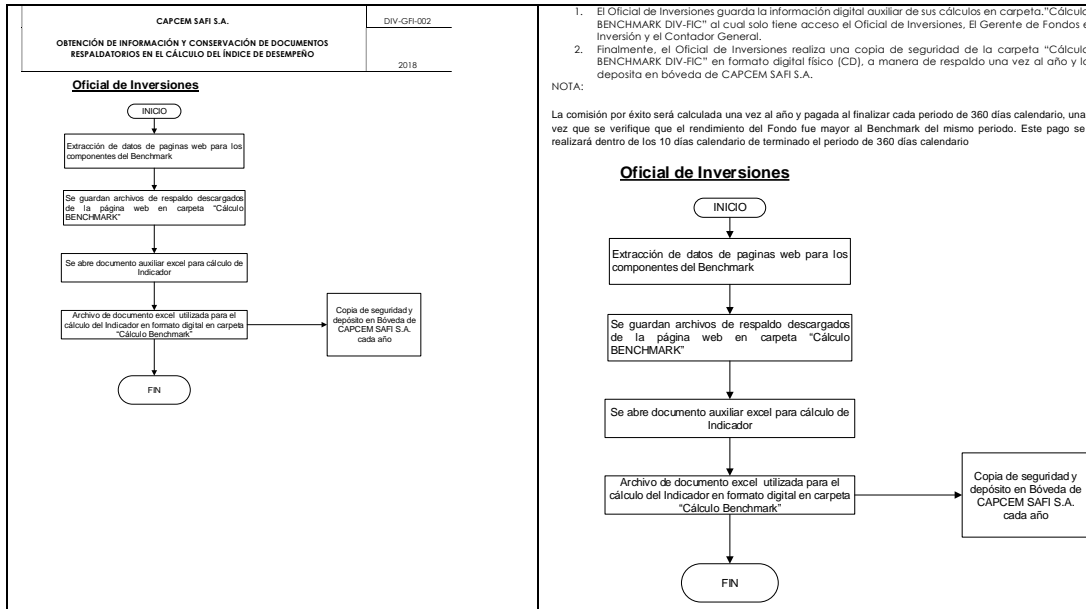 CAPCEM SAFI S.A.
DIV-GFI-002
OBTENCIÓN DE INFORMACIÓN Y CONSERVACIÓN DE DOCUMENTOS
RESPALDATORIOS EN EL CÁLCULO DEL ÍNDICE DE DESEMPEÑO
2018
Oficial de Inversiones
INICIO
Extracción de datos de paginas web para los
componentes del Benchmark
Se guardan archivos de respaldo descargados
de la página web en carpeta “Cálculo
BENCHMARK”
Se abre documento auxiliar excel para cálculo de
Indicador
Archivo de documento excel utilizada para el
cálculo del Indicador en formato digital en carpeta
“Cálculo Benchmark”
Copia de seguridad y
depósito en Bóveda de
CAPCEM SAFI S.A.
cada año
FIN
1. El Oficial de Inversiones guarda la información digital auxiliar de sus cálculos en carpeta.”Cálculo
BENCHMARK DIV-FIC” al cual solo tiene acceso el Oficial de Inversiones, El Gerente de Fondos e
Inversión y el Contador General.
2. Finalmente, el Oficial de Inversiones realiza una copia de seguridad de la carpeta “Cálculo
BENCHMARK DIV-FIC” en formato digital físico (CD), a manera de respaldo una vez al año y lo
deposita en bóveda de CAPCEM SAFI S.A.
NOTA:
La comisión por éxito será calculada una vez al año y pagada al finalizar cada periodo de 360 días calendario, una
vez que se verifique que el rendimiento del Fondo fue mayor al Benchmark del mismo periodo. Este pago se
realizará dentro de los 10 días calendario de terminado el periodo de 360 días calendario
Oficial de Inversiones
INICIO
Extracción de datos de paginas web para los
componentes del Benchmark
Se guardan archivos de respaldo descargados
de la página web en carpeta “Cálculo
BENCHMARK”
Se abre documento auxiliar excel para cálculo de
Indicador
Archivo de documento excel utilizada para el
cálculo del Indicador en formato digital en carpeta
“Cálculo Benchmark”
Copia de seguridad y
depósito en Bóveda de
CAPCEM SAFI S.A.
cada año
FIN